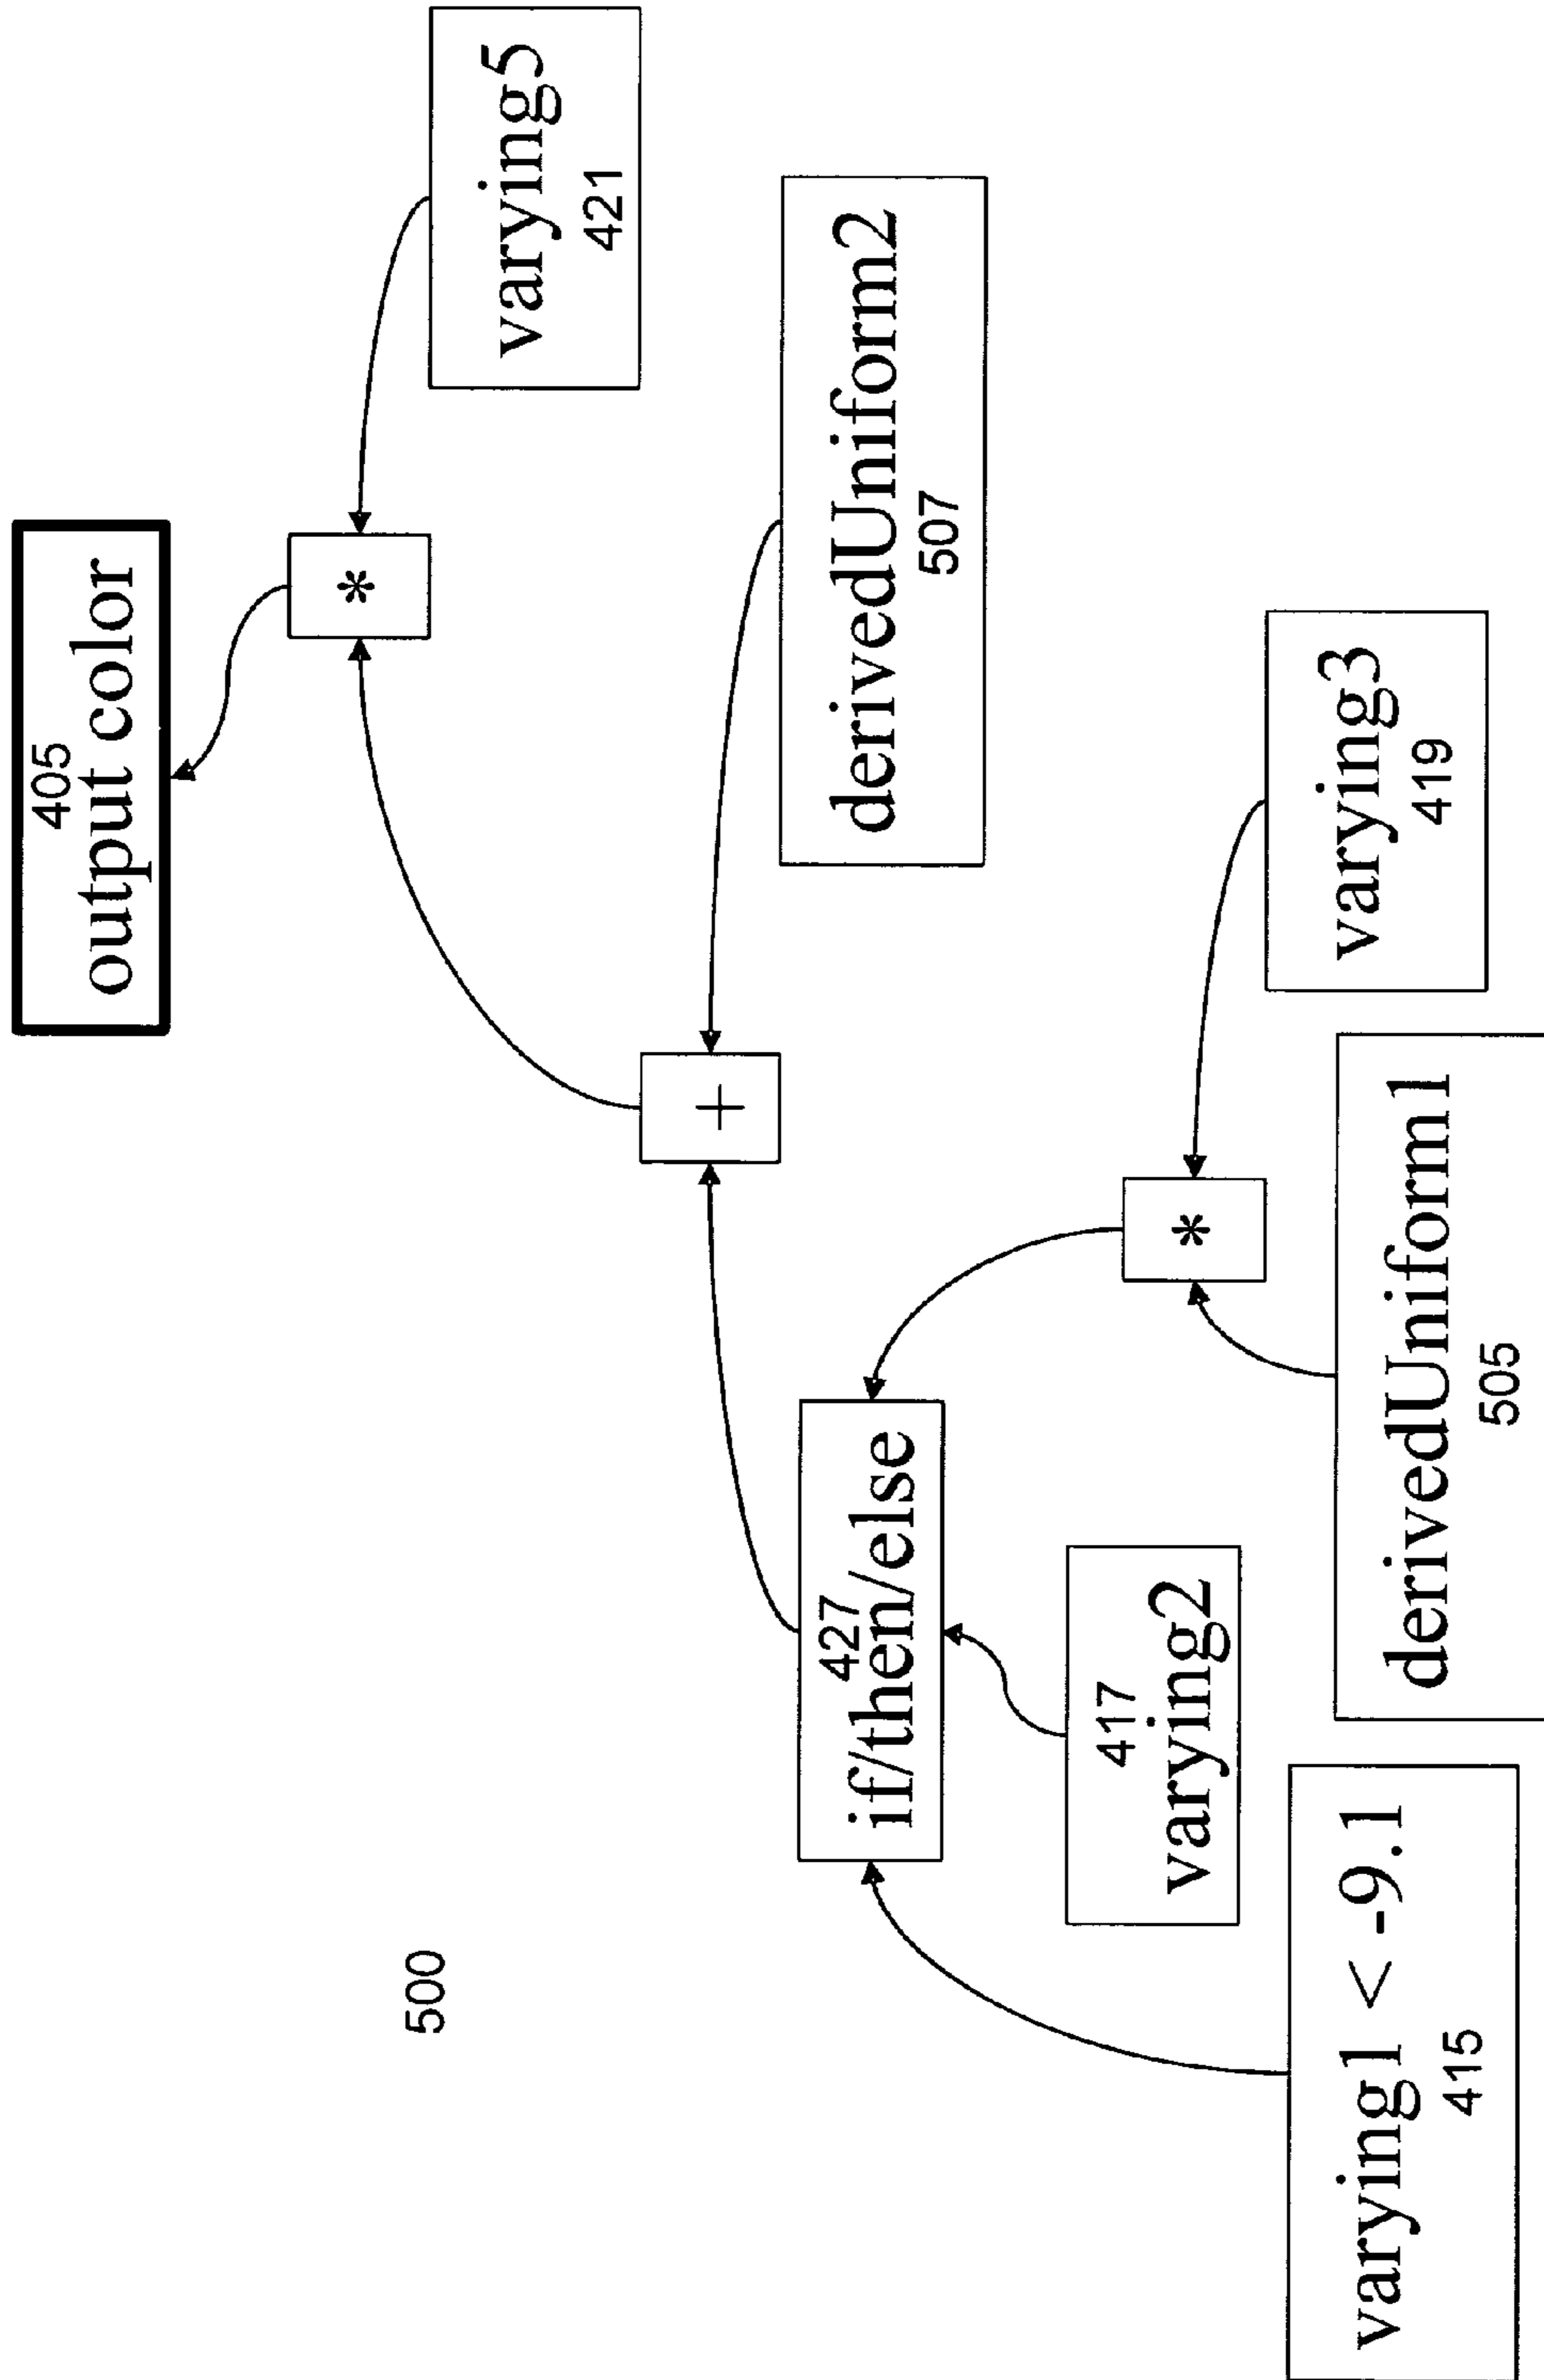 405
output color
*
varying5
421
+
derivedUniform2
507
500
427
if/then/else
*
varying3
419
417
varying2
derivedUniform1
505
varying1 < -9.1
415